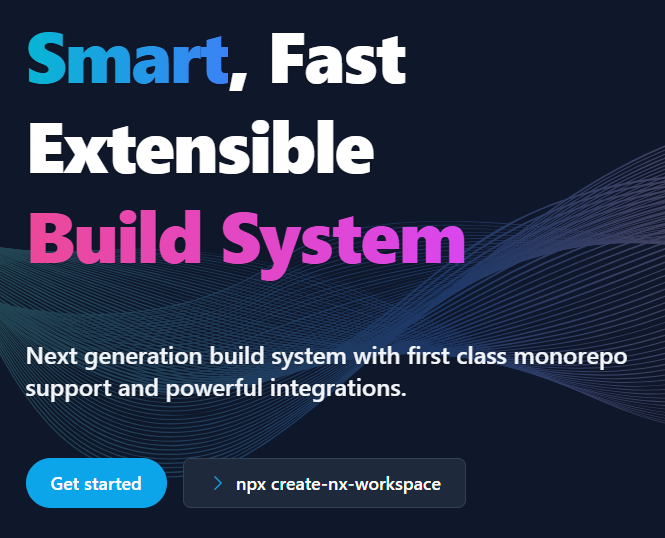 Smart, Fast
Extensible
Build System
Next generation build system with first class monorepo
support and powerful integrations.
Get started
npx create-nx-workspace